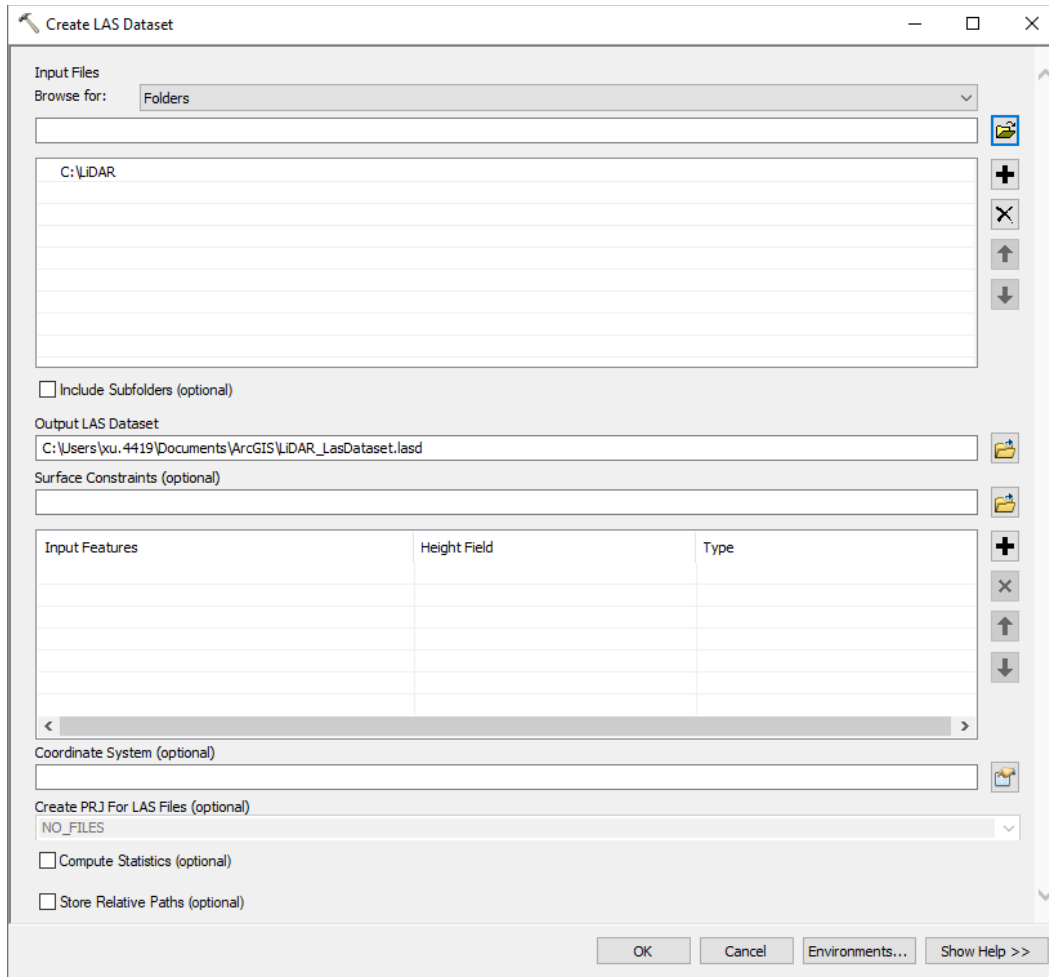 Create LAS Dataset
Input Files
Browse for: Folders
C:\LiDAR
Include Subfolders (optional)
Output LAS Dataset
C:\Users\xu.4419\Documents\ArcGIS\LiDAR_LasDataset.lasd
Surface Constraints (optional)
Input Features Height Field Type
Coordinate System (optional)
Create PRJ For LAS Files (optional)
NO_FILES
Compute Statistics (optional)
Store Relative Paths (optional)
OK Cancel Environments... Show Help >>